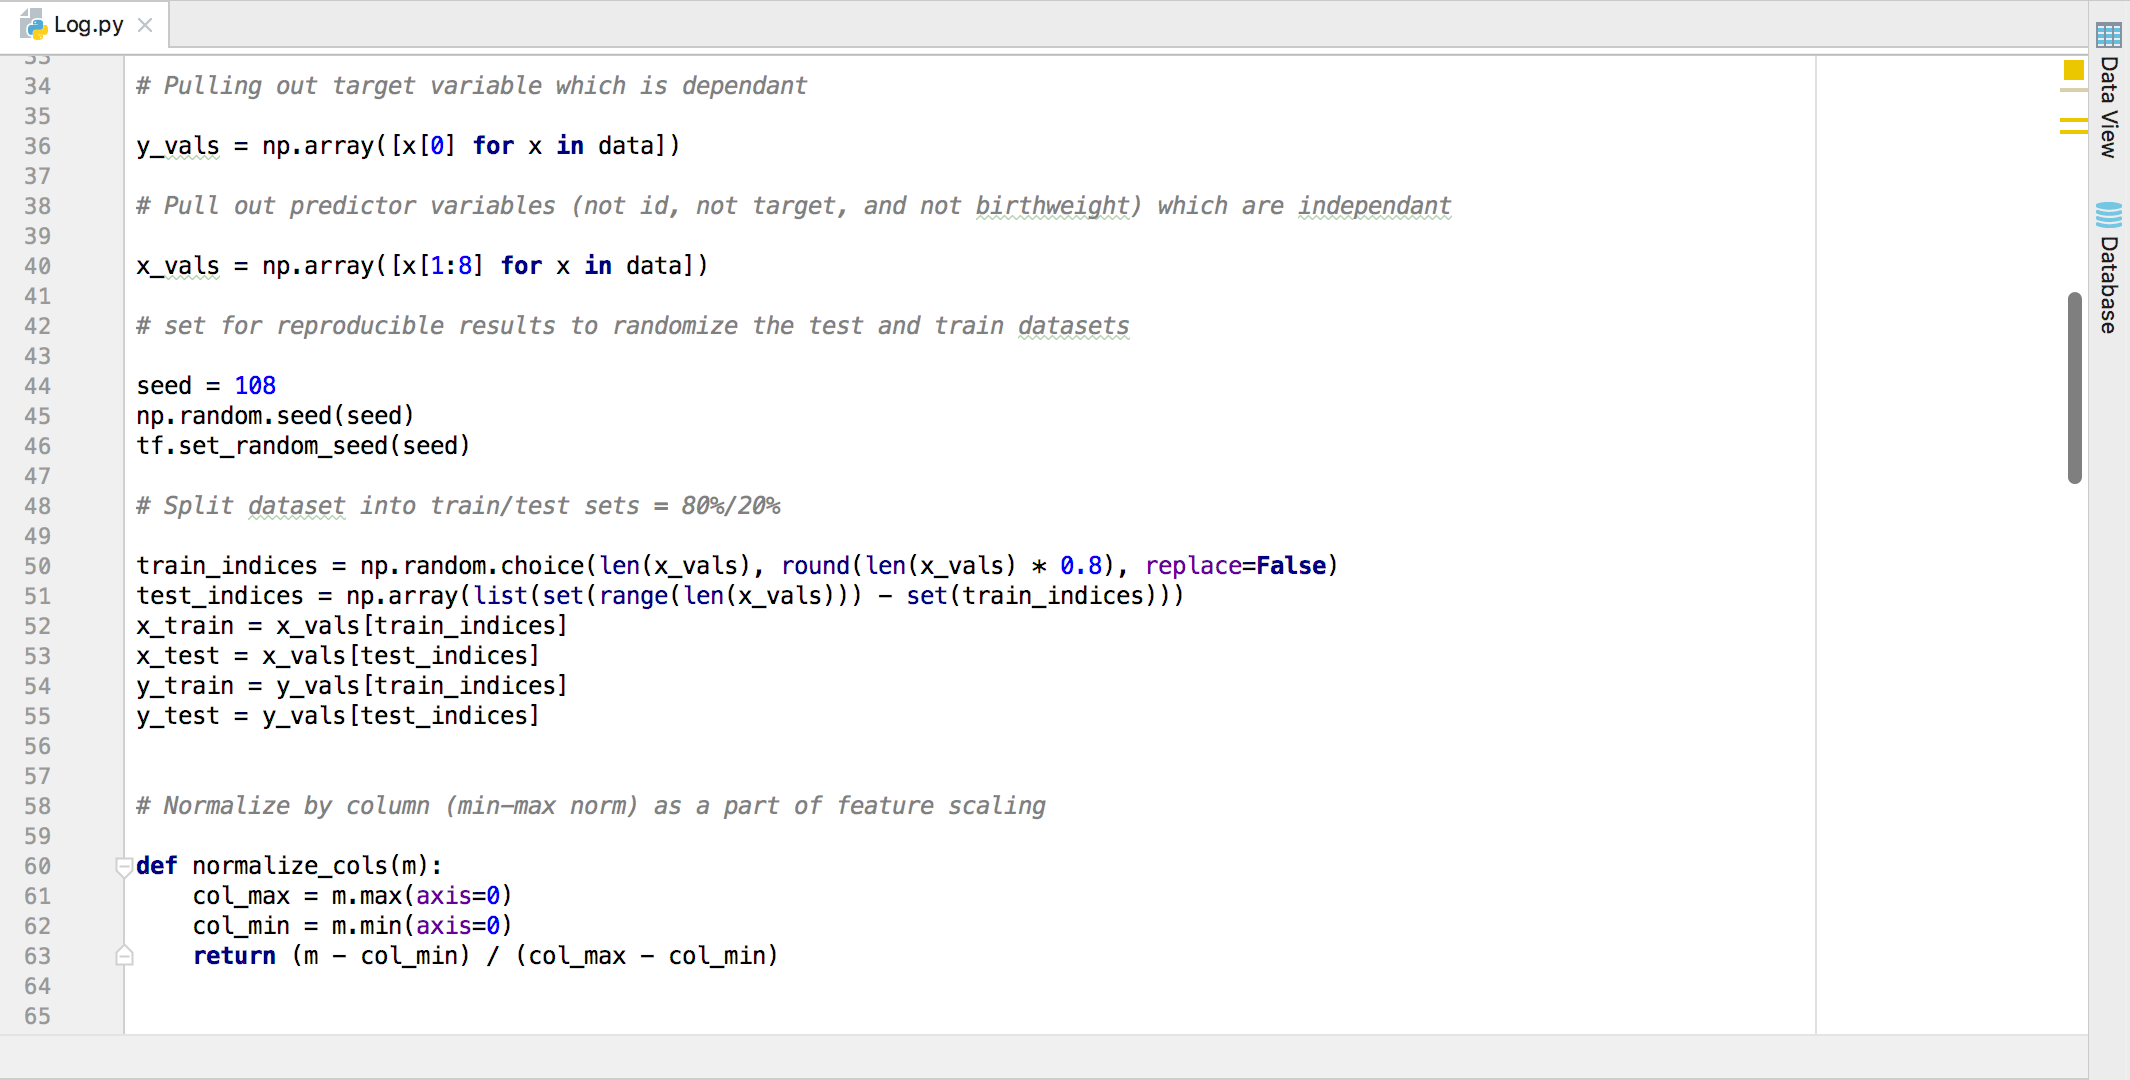 Log.py
33
34 # Pulling out target variable which is dependant
35
36 y_vals = np.array([x[0] for x in data])
37
38 # Pull out predictor variables (not id, not target, and not birthweight) which are independant
39
40 x_vals = np.array([x[1:8] for x in data])
41
42 # set for reproducible results to randomize the test and train datasets
43
44 seed = 108
45 np.random.seed(seed)
46 tf.set_random_seed(seed)
47
48 # Split dataset into train/test sets = 80%/20%
49
50 train_indices = np.random.choice(len(x_vals), round(len(x_vals) * 0.8), replace=False)
51 test_indices = np.array(list(set(range(len(x_vals))) - set(train_indices)))
52 x_train = x_vals[train_indices]
53 x_test = x_vals[test_indices]
54 y_train = y_vals[train_indices]
55 y_test = y_vals[test_indices]
56
57
58 # Normalize by column (min-max norm) as a part of feature scaling
59
60 def normalize_cols(m):
61     col_max = m.max(axis=0)
62     col_min = m.min(axis=0)
63     return (m - col_min) / (col_max - col_min)
64
65
Data View
Database